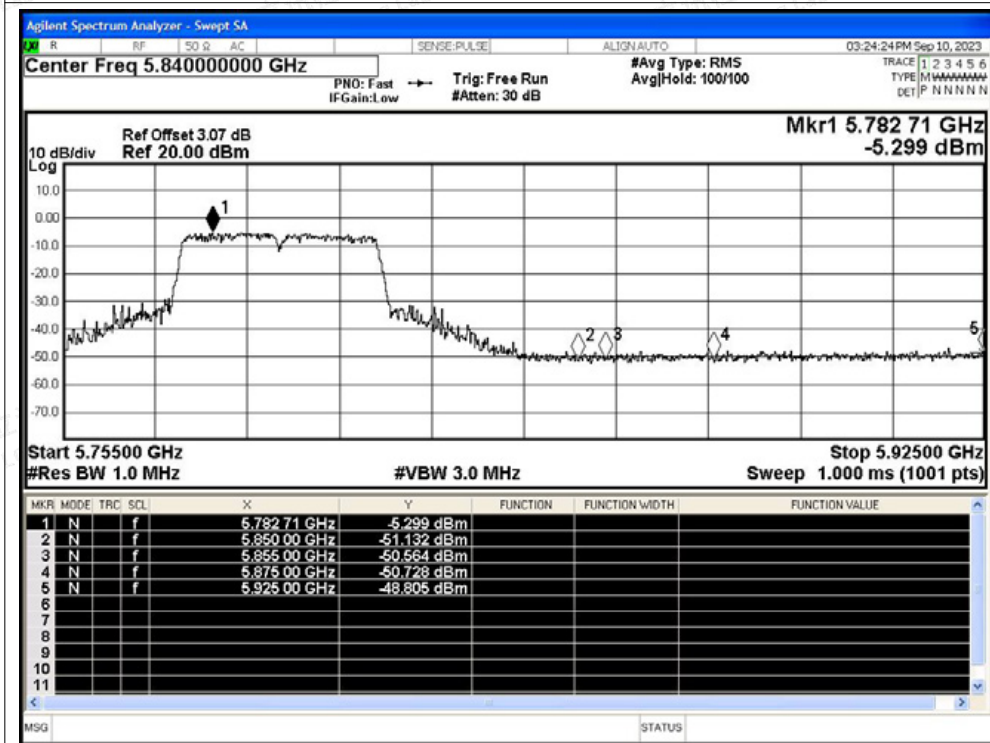 Agilent Spectrum Analyzer - Swept SA
R RF 50 Ω AC SENSE:PULSE ALIGN AUTO 03:24:24 PM Sep 10, 2023
Center Freq 5.840000000 GHz #Avg Type: RMS TRACE 1 2 3 4 5 6
PNO: Fast Trig: Free Run Avg|Hold: 100/100 TYPE M
IFGain:Low #Atten: 30 dB DET P N N N N N
Mkr1 5.782 71 GHz
Ref Offset 3.07 dB
10 dB/div Ref 20.00 dBm -5.299 dBm
Log
10.0
1
0.00
-10.0
-20.0
-30.0
-40.0
2 3 4 5
-50.0
-60.0
-70.0
Start 5.75500 GHz Stop 5.92500 GHz
#Res BW 1.0 MHz #VBW 3.0 MHz Sweep 1.000 ms (1001 pts)
MKR MODE TRC SCL X Y FUNCTION FUNCTION WIDTH FUNCTION VALUE
1 N f 5.782 71 GHz -5.299 dBm
2 N f 5.850 00 GHz -51.132 dBm
3 N f 5.855 00 GHz -50.564 dBm
4 N f 5.875 00 GHz -50.728 dBm
5 N f 5.925 00 GHz -48.805 dBm
6
7
8
9
10
11
MSG STATUS